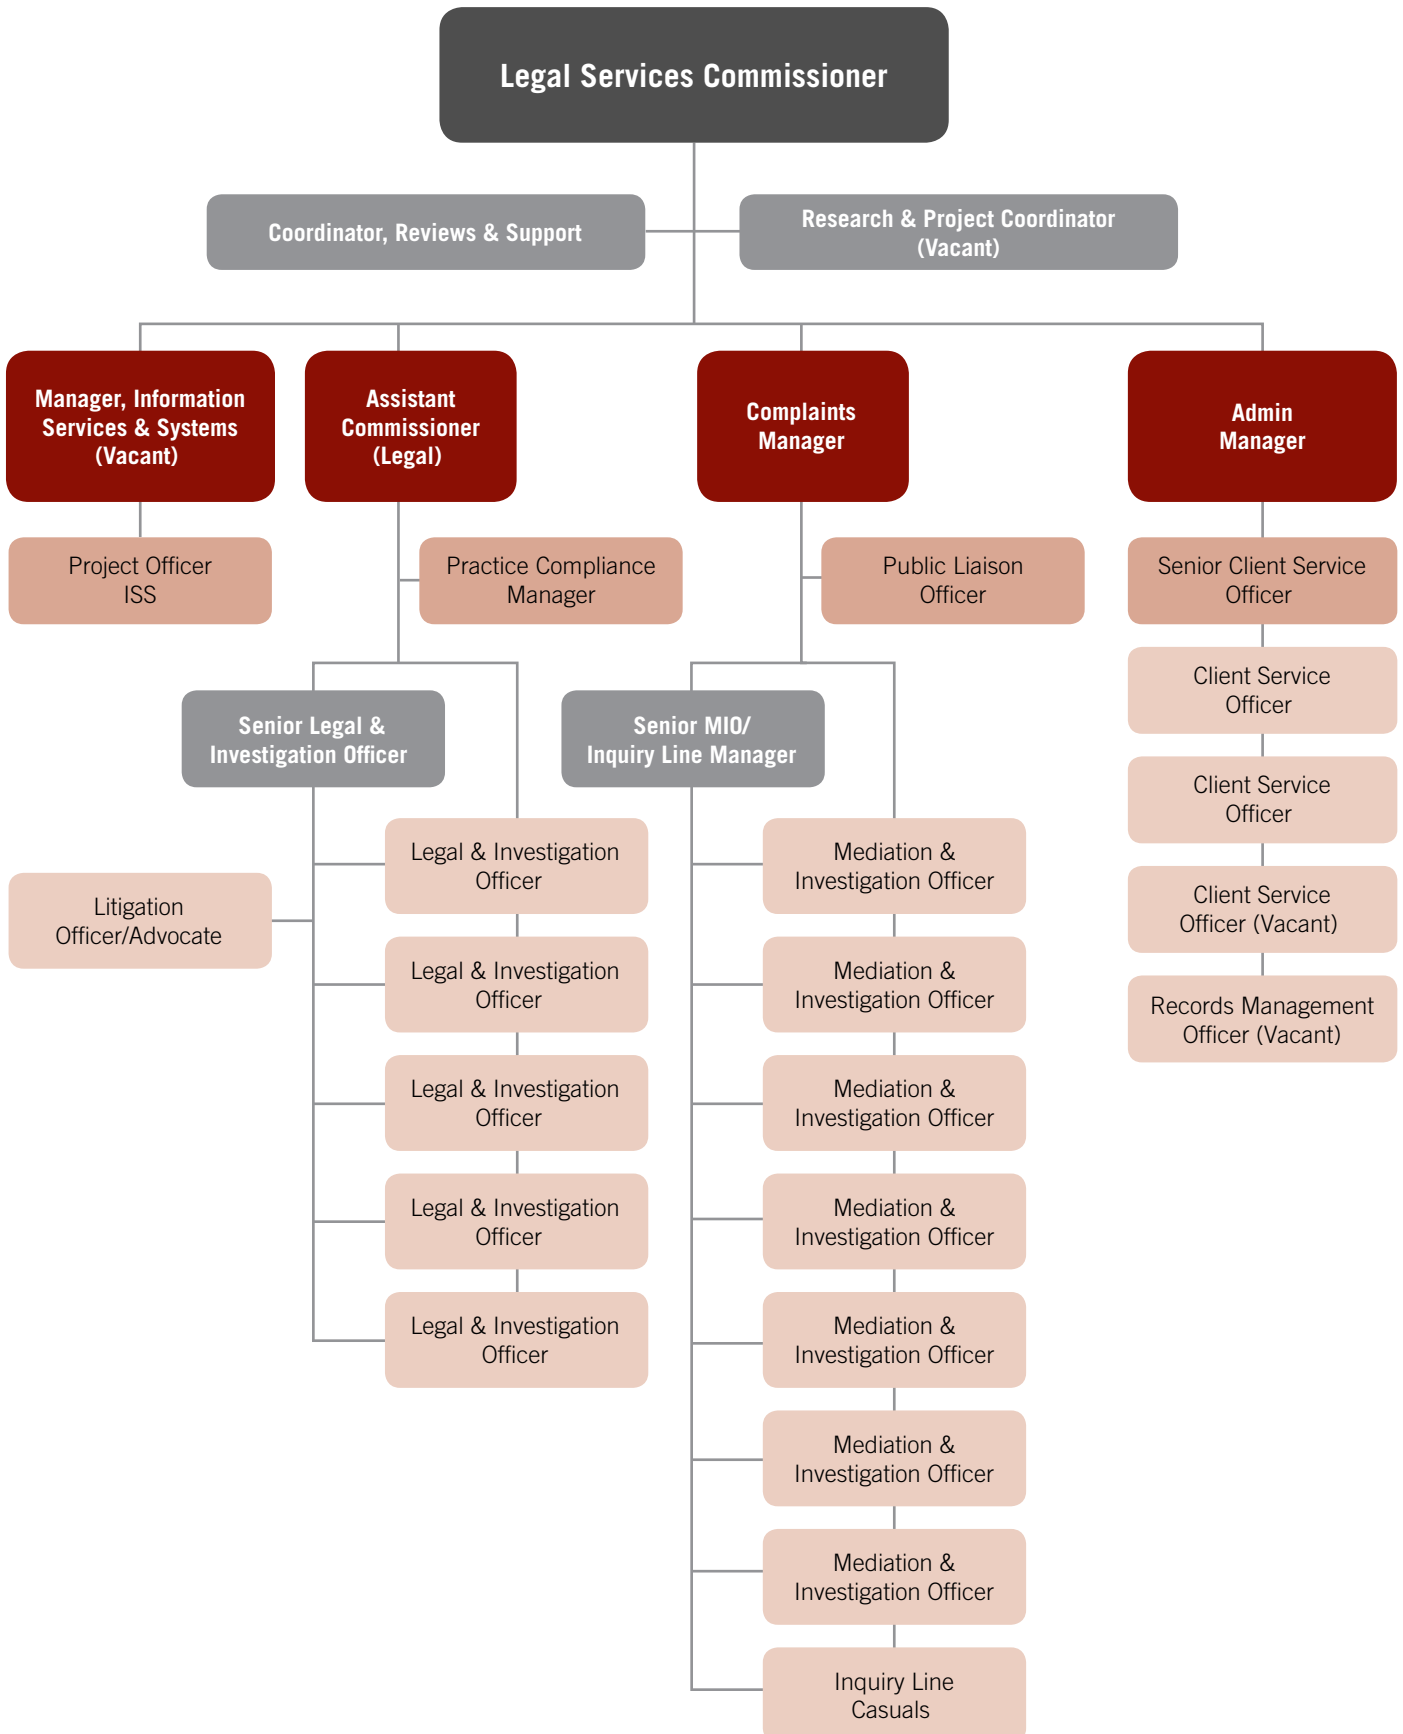 Legal Services Commissioner
Coordinator, Reviews & Support
Research & Project Coordinator
(Vacant)
Manager, Information
Services & Systems
(Vacant)
Assistant
Commissioner
(Legal)
Complaints
Manager
Admin
Manager
Project Officer
ISS
Practice Compliance
Manager
Public Liaison
Officer
Senior Client Service
Officer
Client Service
Officer
Senior Legal &
Investigation Officer
Senior MIO/
Inquiry Line Manager
Client Service
Officer
Legal & Investigation
Officer
Mediation &
Investigation Officer
Litigation
Officer/Advocate
Client Service
Officer (Vacant)
Legal & Investigation
Officer
Mediation &
Investigation Officer
Records Management
Officer (Vacant)
Legal & Investigation
Officer
Mediation &
Investigation Officer
Legal & Investigation
Officer
Mediation &
Investigation Officer
Legal & Investigation
Officer
Mediation &
Investigation Officer
Mediation &
Investigation Officer
Mediation &
Investigation Officer
Inquiry Line
Casuals